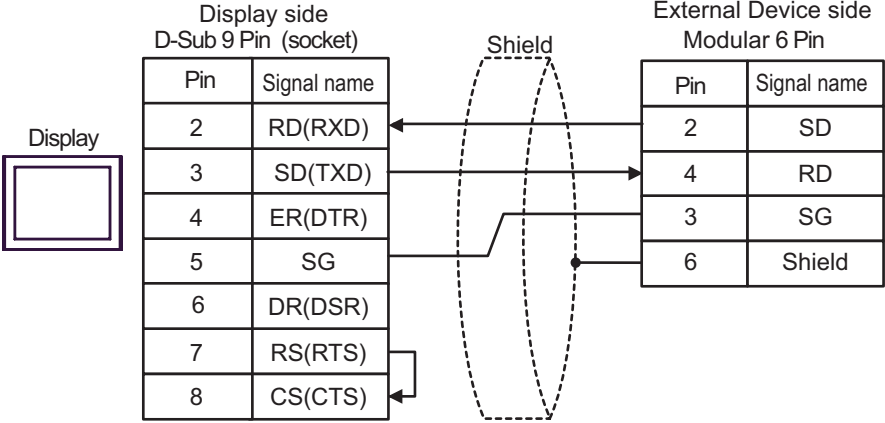 Display side
D-Sub 9 Pin (socket)
Shield
External Device side
Modular 6 Pin
Display
Pin Signal name
2 RD(RXD)
3 SD(TXD)
4 ER(DTR)
5 SG
6 DR(DSR)
7 RS(RTS)
8 CS(CTS)
Pin Signal name
2 SD
4 RD
3 SG
6 Shield